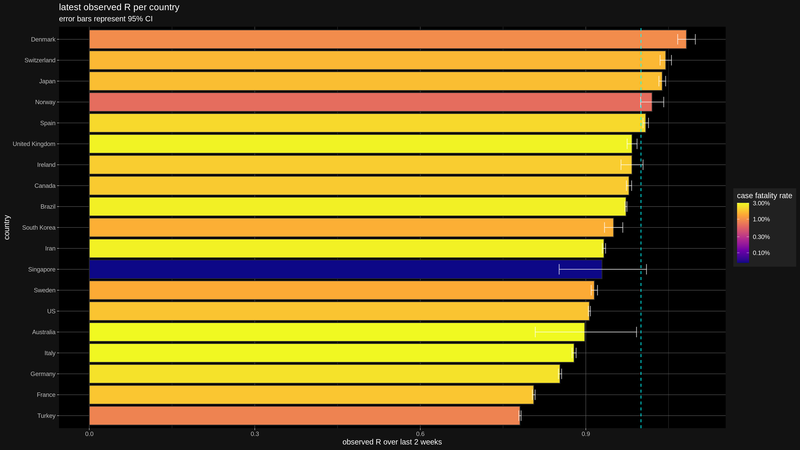 latest observed R per country
error bars represent 95% CI
Denmark
Switzerland
Japan
Norway
Spain
United Kingdom
Ireland
Canada
Brazil
South Korea
Iran
Singapore
Sweden
US
Australia
Italy
Germany
France
Turkey
country
0.0
0.3
0.6
0.9
observed R over last 2 weeks
case fatality rate
3.00%
1.00%
0.30%
0.10%